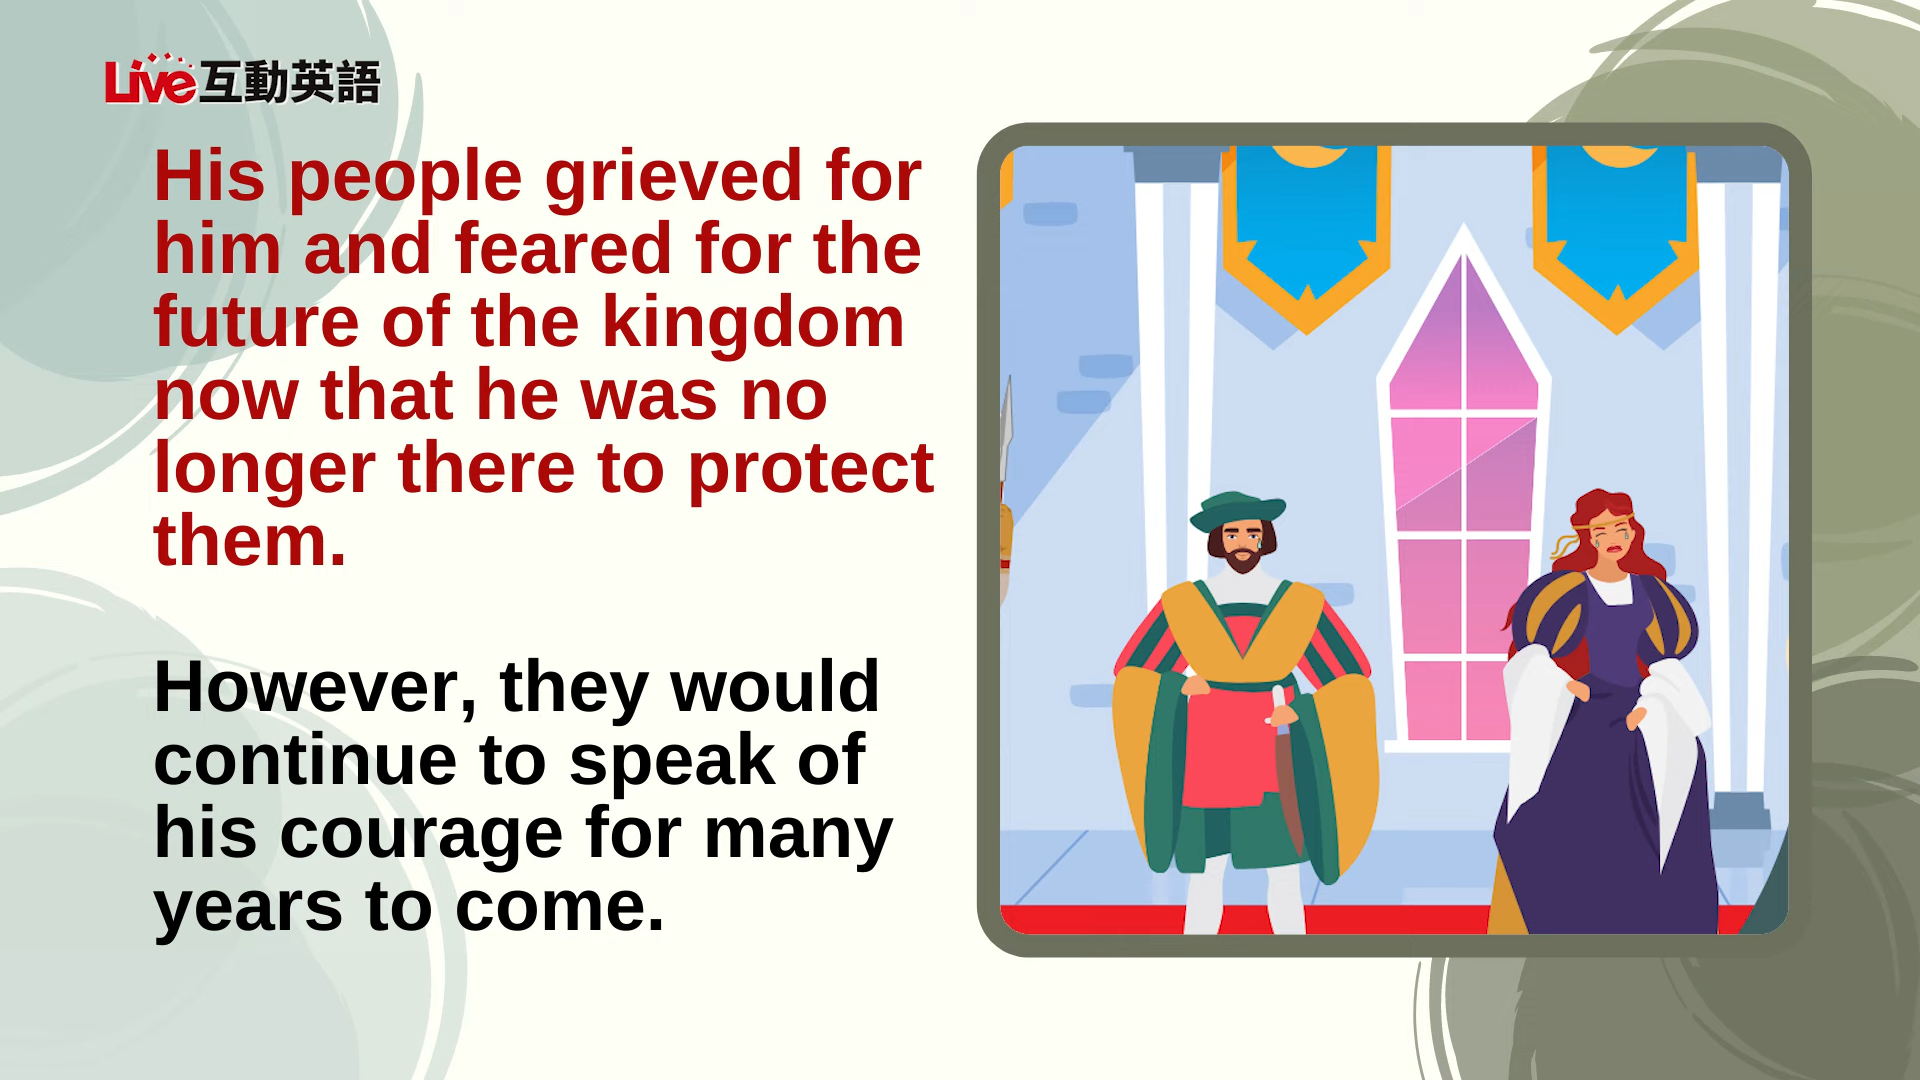 Live互動英語
His people grieved for
him and feared for the
future of the kingdom
now that he was no
longer there to protect
them.
However, they would
continue to speak of
his courage for many
years to come.